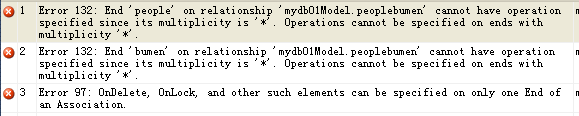 1 Error 132: End 'people' on relationship 'mydb01Model.peoplebumen' cannot have operation
specified since its multiplicity is '*'. Operations cannot be specified on ends with
multiplicity '*'.
2 Error 132: End 'bumen' on relationship 'mydb01Model.peoplebumen' cannot have operation
specified since its multiplicity is '*'. Operations cannot be specified on ends with
multiplicity '*'.
3 Error 97: OnDelete, OnLock, and other such elements can be specified on only one End of
an Association.